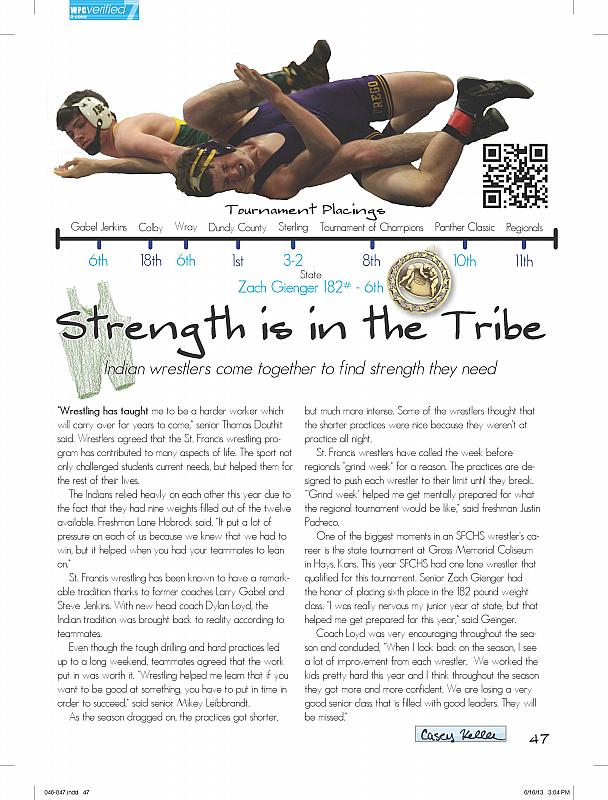 WPC verified
4-color
Tournament Placings
Gabel Jenkins Colby Wray Dundy County Sterling Tournament of Champions Panther Classic Regionals
6th 18th 6th 1st 3-2 8th 10th 11th
State
Zach Gienger 182# - 6th
Strength is in the Tribe
Indian wrestlers come together to find strength they need
"Wrestling has taught me to be a harder worker which
will carry over for years to come," senior Thomas Douthit
said. Wrestlers agreed that the St. Francis wrestling pro-
gram has contributed to many aspects of life. The sport not
only challenged students current needs, but helped them for
the rest of their lives.
The Indians relied heavly on each other this year due to
the fact that they had nine weights filled out of the twelve
available. Freshman Lane Hobrock said, "It put a lot of
pressure on each of us because we knew that we had to
win, but it helped when you had your teammates to lean
on."
St. Francis wrestling has been known to have a remark-
able tradition thanks to former coaches Larry Gabel and
Steve Jenkins. With new head coach Dylan Loyd, the
Indian tradition was brought back to reality according to
teammates.
Even though the tough drilling and hard practices led
up to a long weekend, teammates agreed that the work
put in was worth it. "Wrestling helped me learn that if you
want to be good at something, you have to put in time in
order to succeed," said senior Mikey Leibbrandt.
As the season dragged on, the practices got shorter,
but much more intense. Some of the wrestlers thought that
the shorter practices were nice because they weren't at
practice all night.
St. Francis wrestlers have called the week before
regionals "grind week" for a reason. The practices are de-
signed to push each wrestler to their limit until they break.
"'Grind week' helped me get mentally prepared for what
the regional tournament would be like," said freshman Justin
Pacheco.
One of the biggest moments in an SFCHS wrestler's ca-
reer is the state tournament at Gross Memorial Coliseum
in Hays, Kans. This year SFCHS had one lone wrestler that
qualified for this tournament. Senior Zach Gienger had
the honor of placing sixth place in the 182 pound weight
class. "I was really nervous my junior year at state, but that
helped me get prepared for this year," said Geinger.
Coach Loyd was very encouraging throughout the sea-
son and concluded, "When I look back on the season, I see
a lot of improvement from each wrestler. We worked the
kids pretty hard this year and I think throughout the season
they got more and more confident. We are losing a very
good senior class that is filled with good leaders. They will
be missed."
Casey Keller
47
046-047.indd 47
6/16/13 3:04 PM